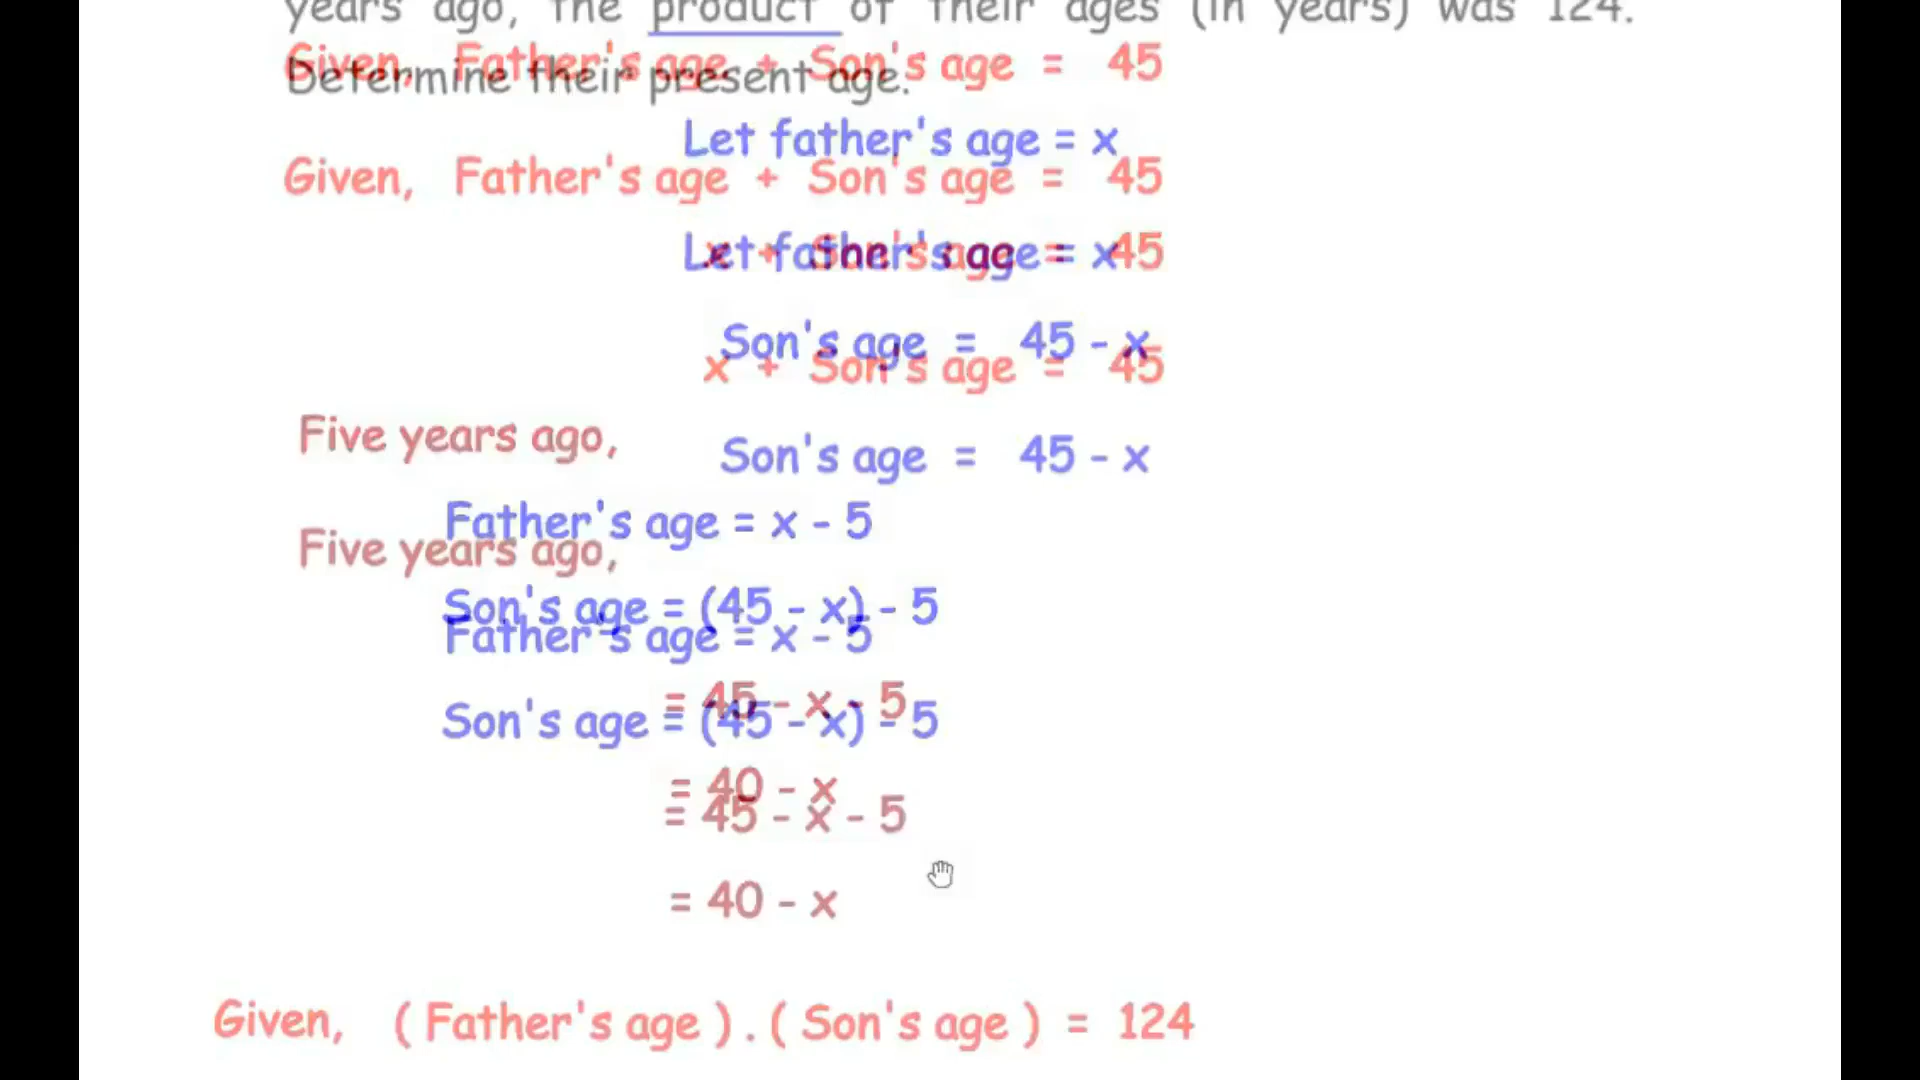 years ago, the product of their ages (in years) was 124.
Given, Father's age + Son's age = 45
Determine their present age.
Let father's age = x
Given, Father's age + Son's age = 45
Let father's age = x
x + Son's age = 45
Son's age = 45 - x
x + Son's age = 45
Five years ago,
Son's age = 45 - x
Father's age = x - 5
Five years ago,
Son's age = (45 - x) - 5
Father's age = x - 5
= 45 - x - 5
Son's age = (45 - x) - 5
= 40 - x
= 45 - x - 5
= 40 - x
Given, ( Father's age ) . ( Son's age ) = 124